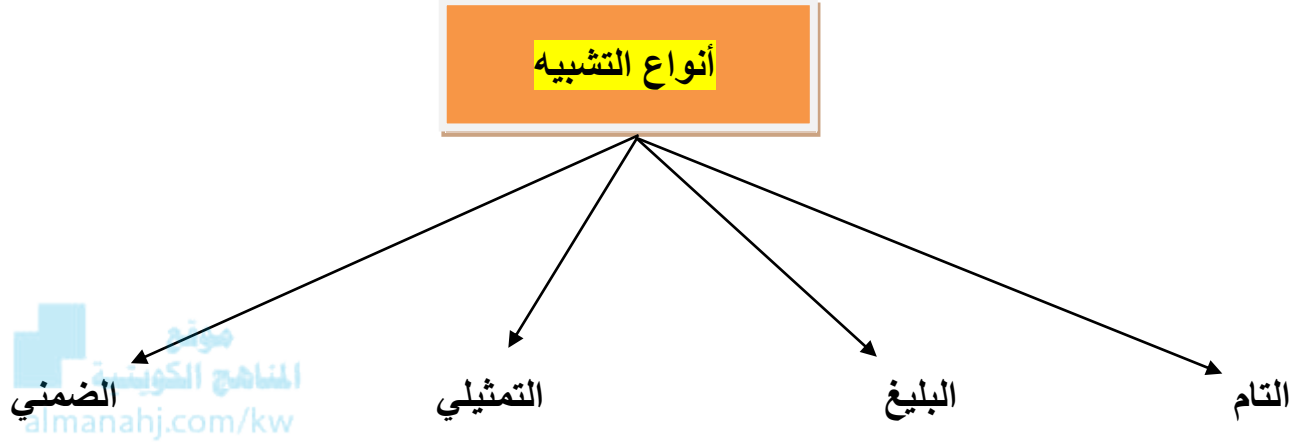 أنواع التشبيه
التام
البليغ
التمثيلي
الضمني
موقع
المناهج الكويتية
almanahj.com/kw